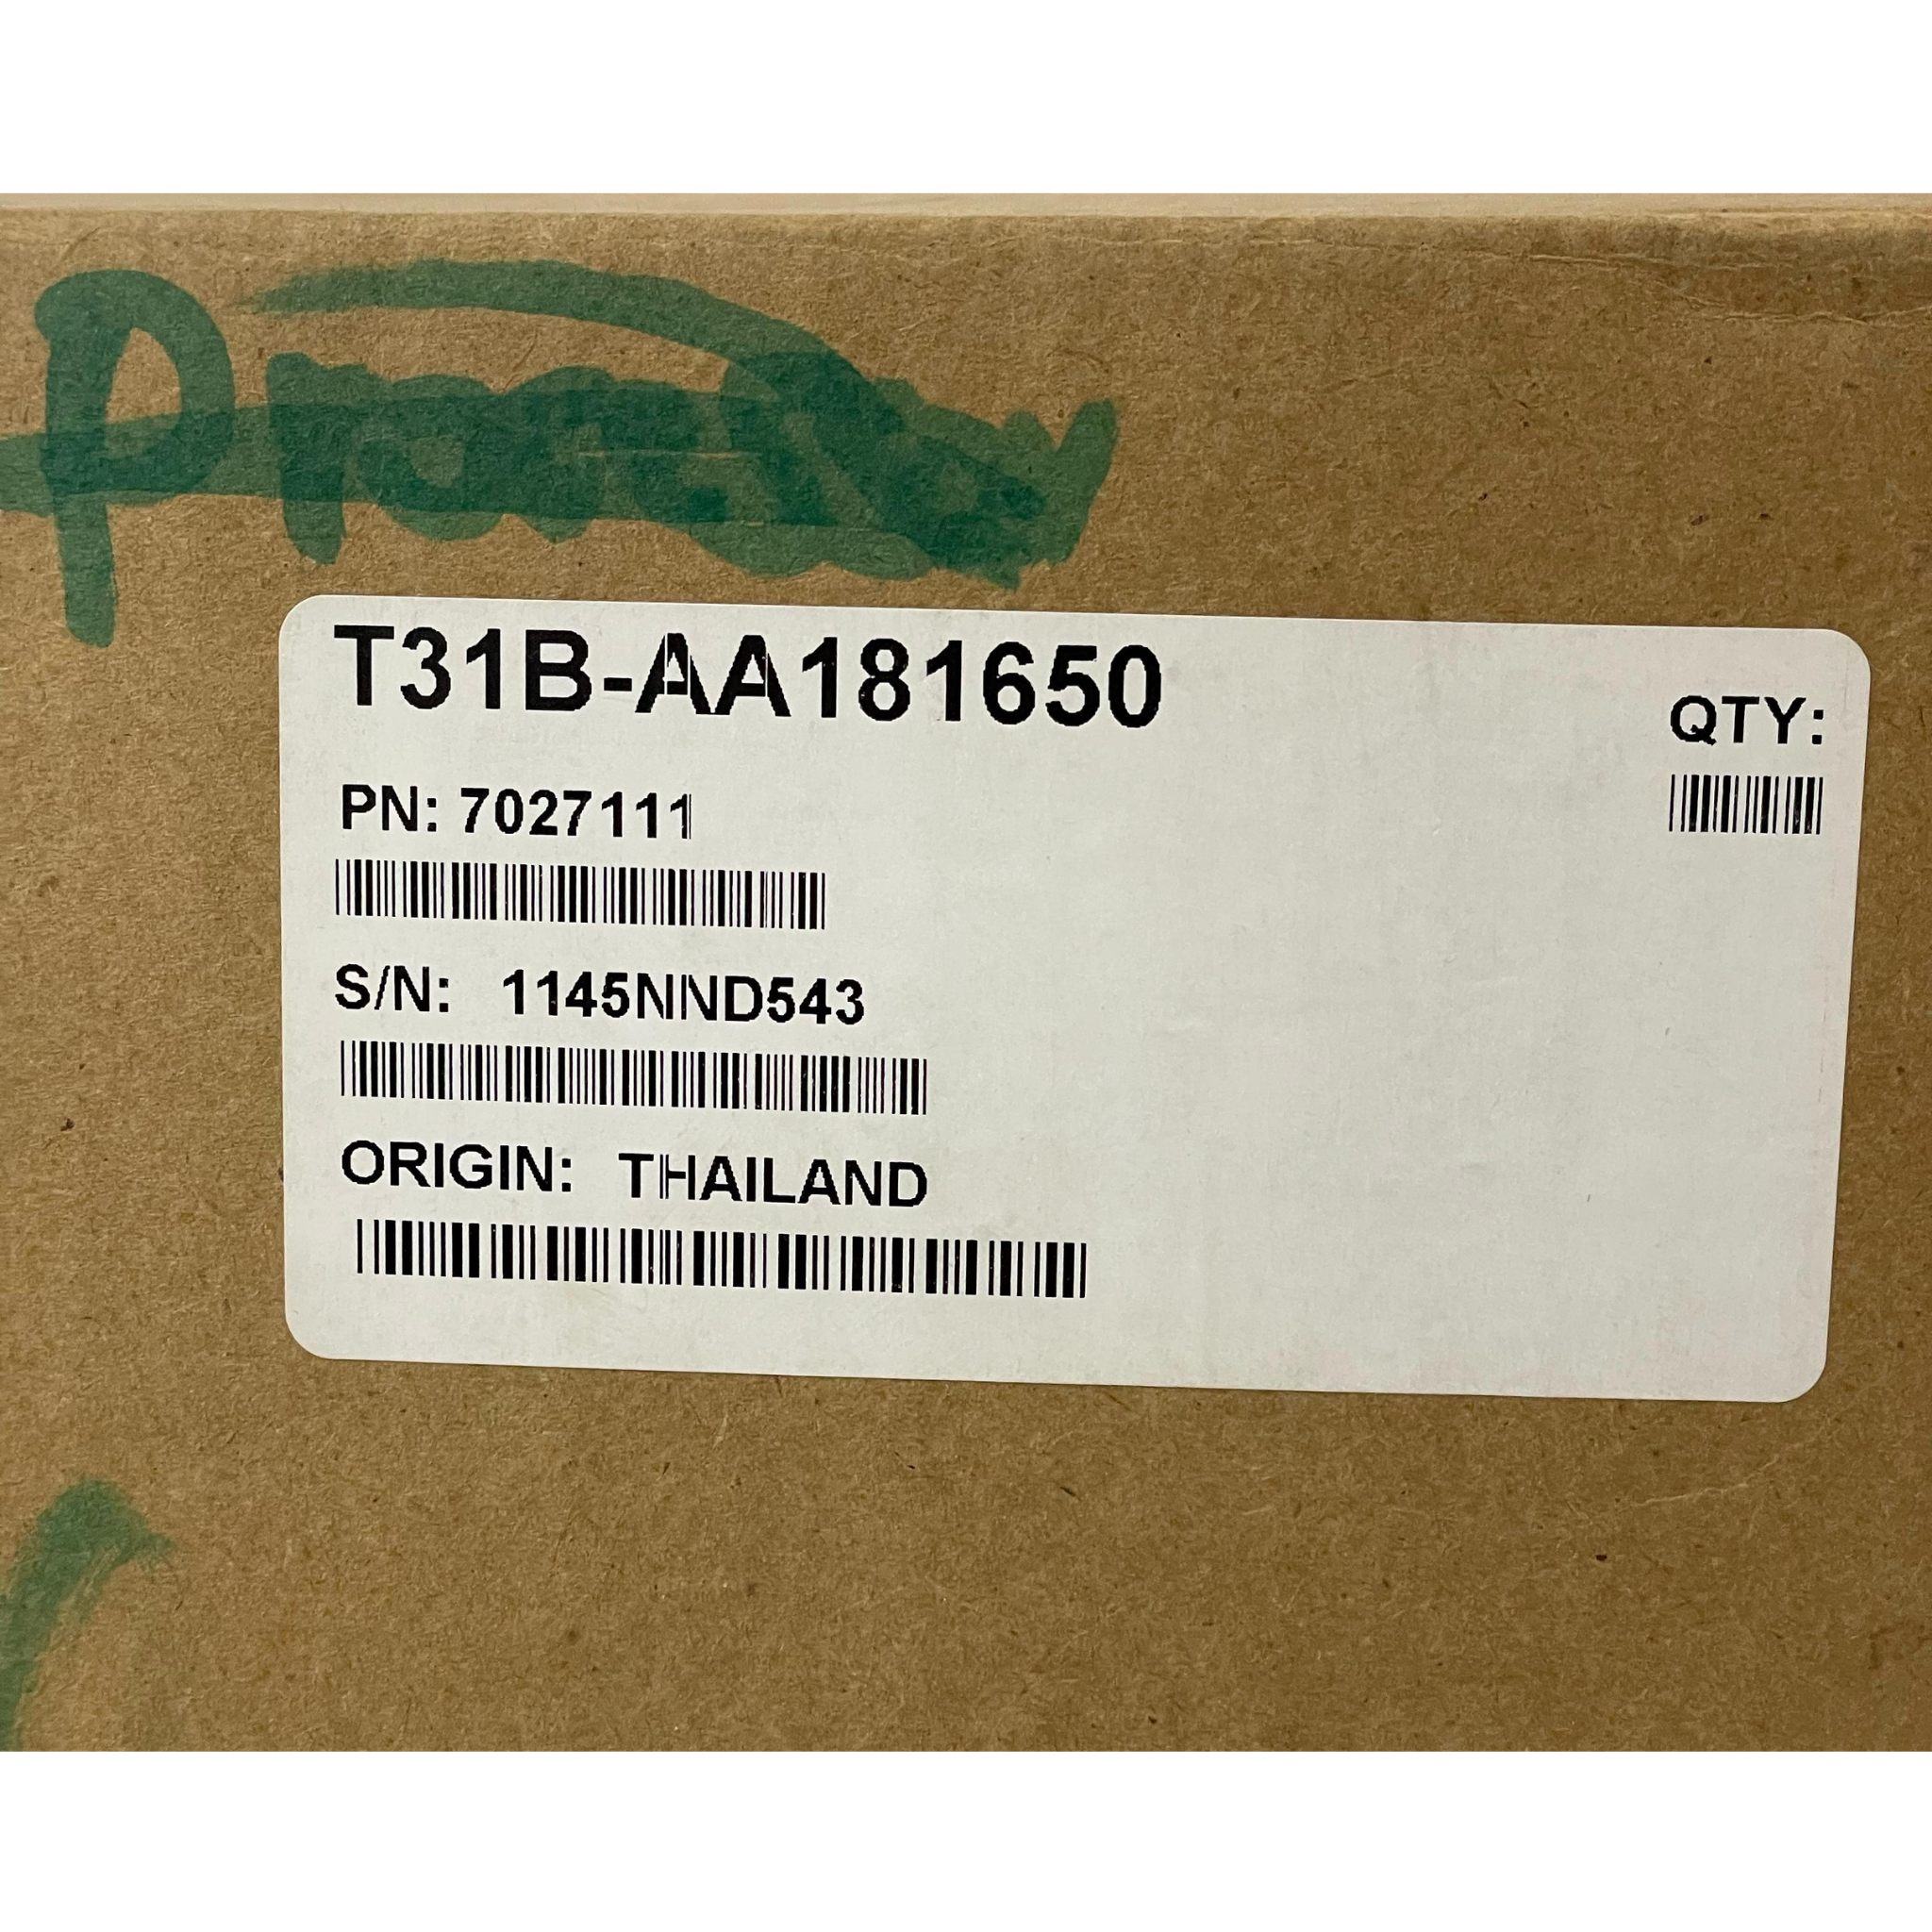 T31B-AA181650
QTY:
PN: 7027111
S/N: 1145NND543
ORIGIN: THAILAND